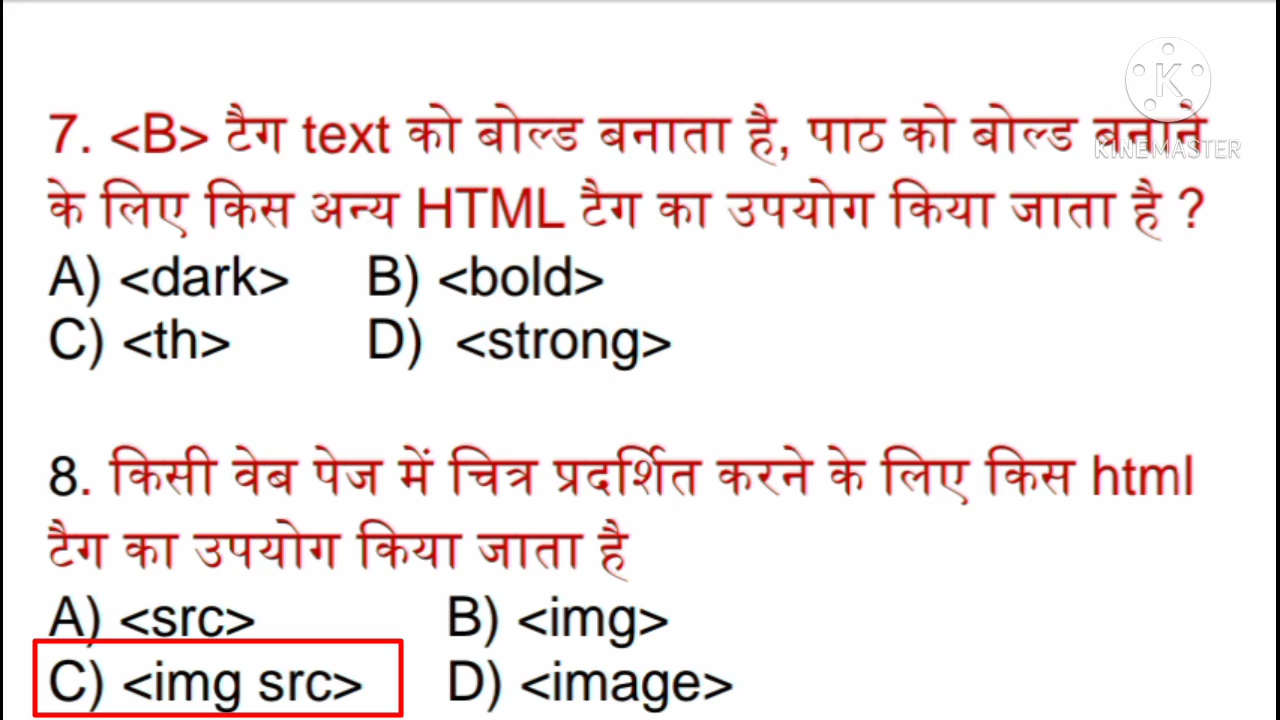 K
KINEMASTER
7. <B> टैग text को बोल्ड बनाता है, पाठ को बोल्ड बनाने
के लिए किस अन्य HTML टैग का उपयोग किया जाता है ?
A) <dark> B) <bold>
C) <th> D) <strong>
8. किसी वेब पेज में चित्र प्रदर्शित करने के लिए किस html
टैग का उपयोग किया जाता है
A) <src> B) <img>
C) <img src> D) <image>